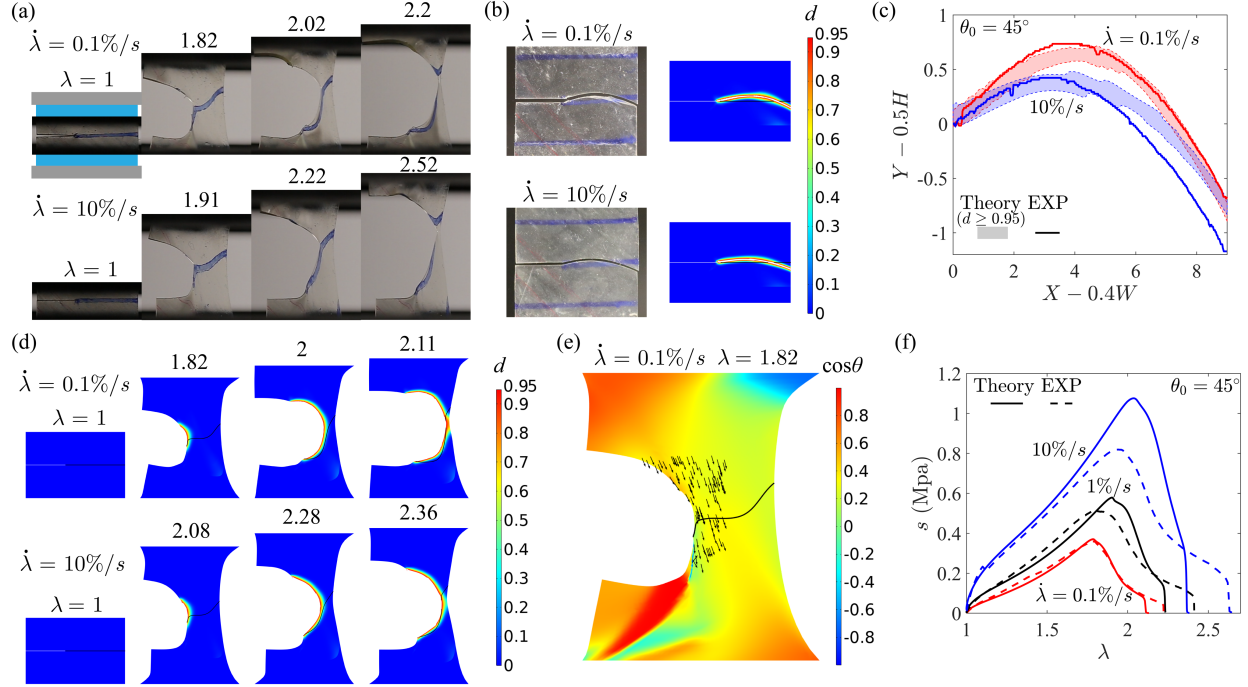 (a)
λ̇ = 0.1%/s
λ = 1
1.82
2.02
2.2
λ̇ = 10%/s
λ = 1
1.91
2.22
2.52
(b)
λ̇ = 0.1%/s
λ̇ = 10%/s
d
0.95
0.9
0.8
0.7
0.6
0.5
0.4
0.3
0.2
0.1
0
(c)
θ₀ = 45°
λ̇ = 0.1%/s
10%/s
Theory EXP
(d ≥ 0.95)
Y − 0.5H
1
0.5
0
-0.5
-1
0 2 4 6 8
X − 0.4W
(d)
λ̇ = 0.1%/s
λ = 1
1.82
2
2.11
λ̇ = 10%/s
λ = 1
2.08
2.28
2.36
d
0.95
0.9
0.8
0.7
0.6
0.5
0.4
0.3
0.2
0.1
0
(e)
λ̇ = 0.1%/s λ = 1.82
cosθ
0.8
0.6
0.4
0.2
0
-0.2
-0.4
-0.6
-0.8
(f)
Theory EXP
θ₀ = 45°
10%/s
1%/s
λ̇ = 0.1%/s
s (Mpa)
1.2
1
0.8
0.6
0.4
0.2
0
1 1.5 2 2.5
λ